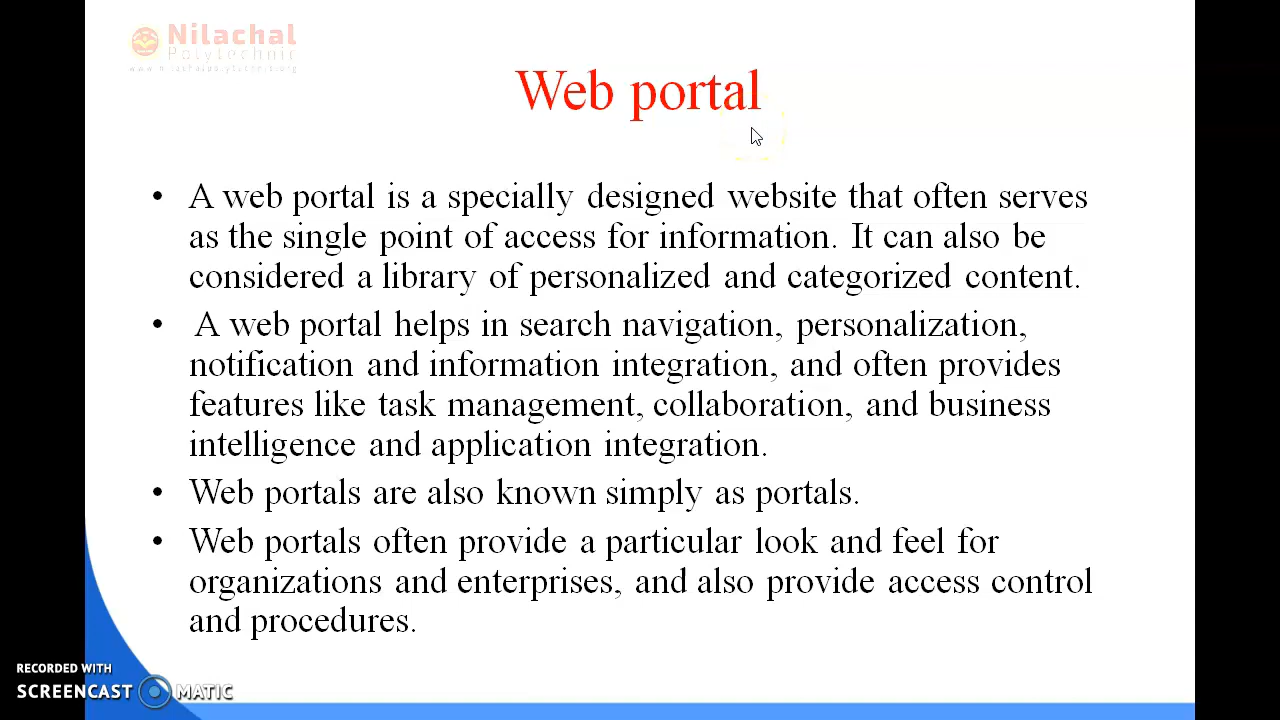 Nilachal
Polytechnic
www.nilachalpolytechnic.org
Web portal
• A web portal is a specially designed website that often serves
as the single point of access for information. It can also be
considered a library of personalized and categorized content.
• A web portal helps in search navigation, personalization,
notification and information integration, and often provides
features like task management, collaboration, and business
intelligence and application integration.
• Web portals are also known simply as portals.
• Web portals often provide a particular look and feel for
organizations and enterprises, and also provide access control
and procedures.
RECORDED WITH
SCREENCAST MATIC